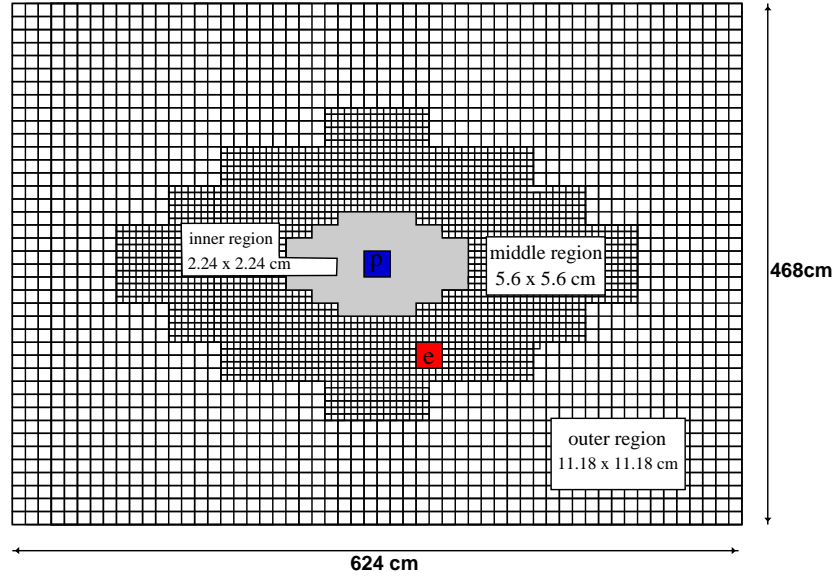 inner region
2.24 x 2.24 cm
p
middle region
5.6 x 5.6 cm
468cm
e
outer region
11.18 x 11.18 cm
624 cm